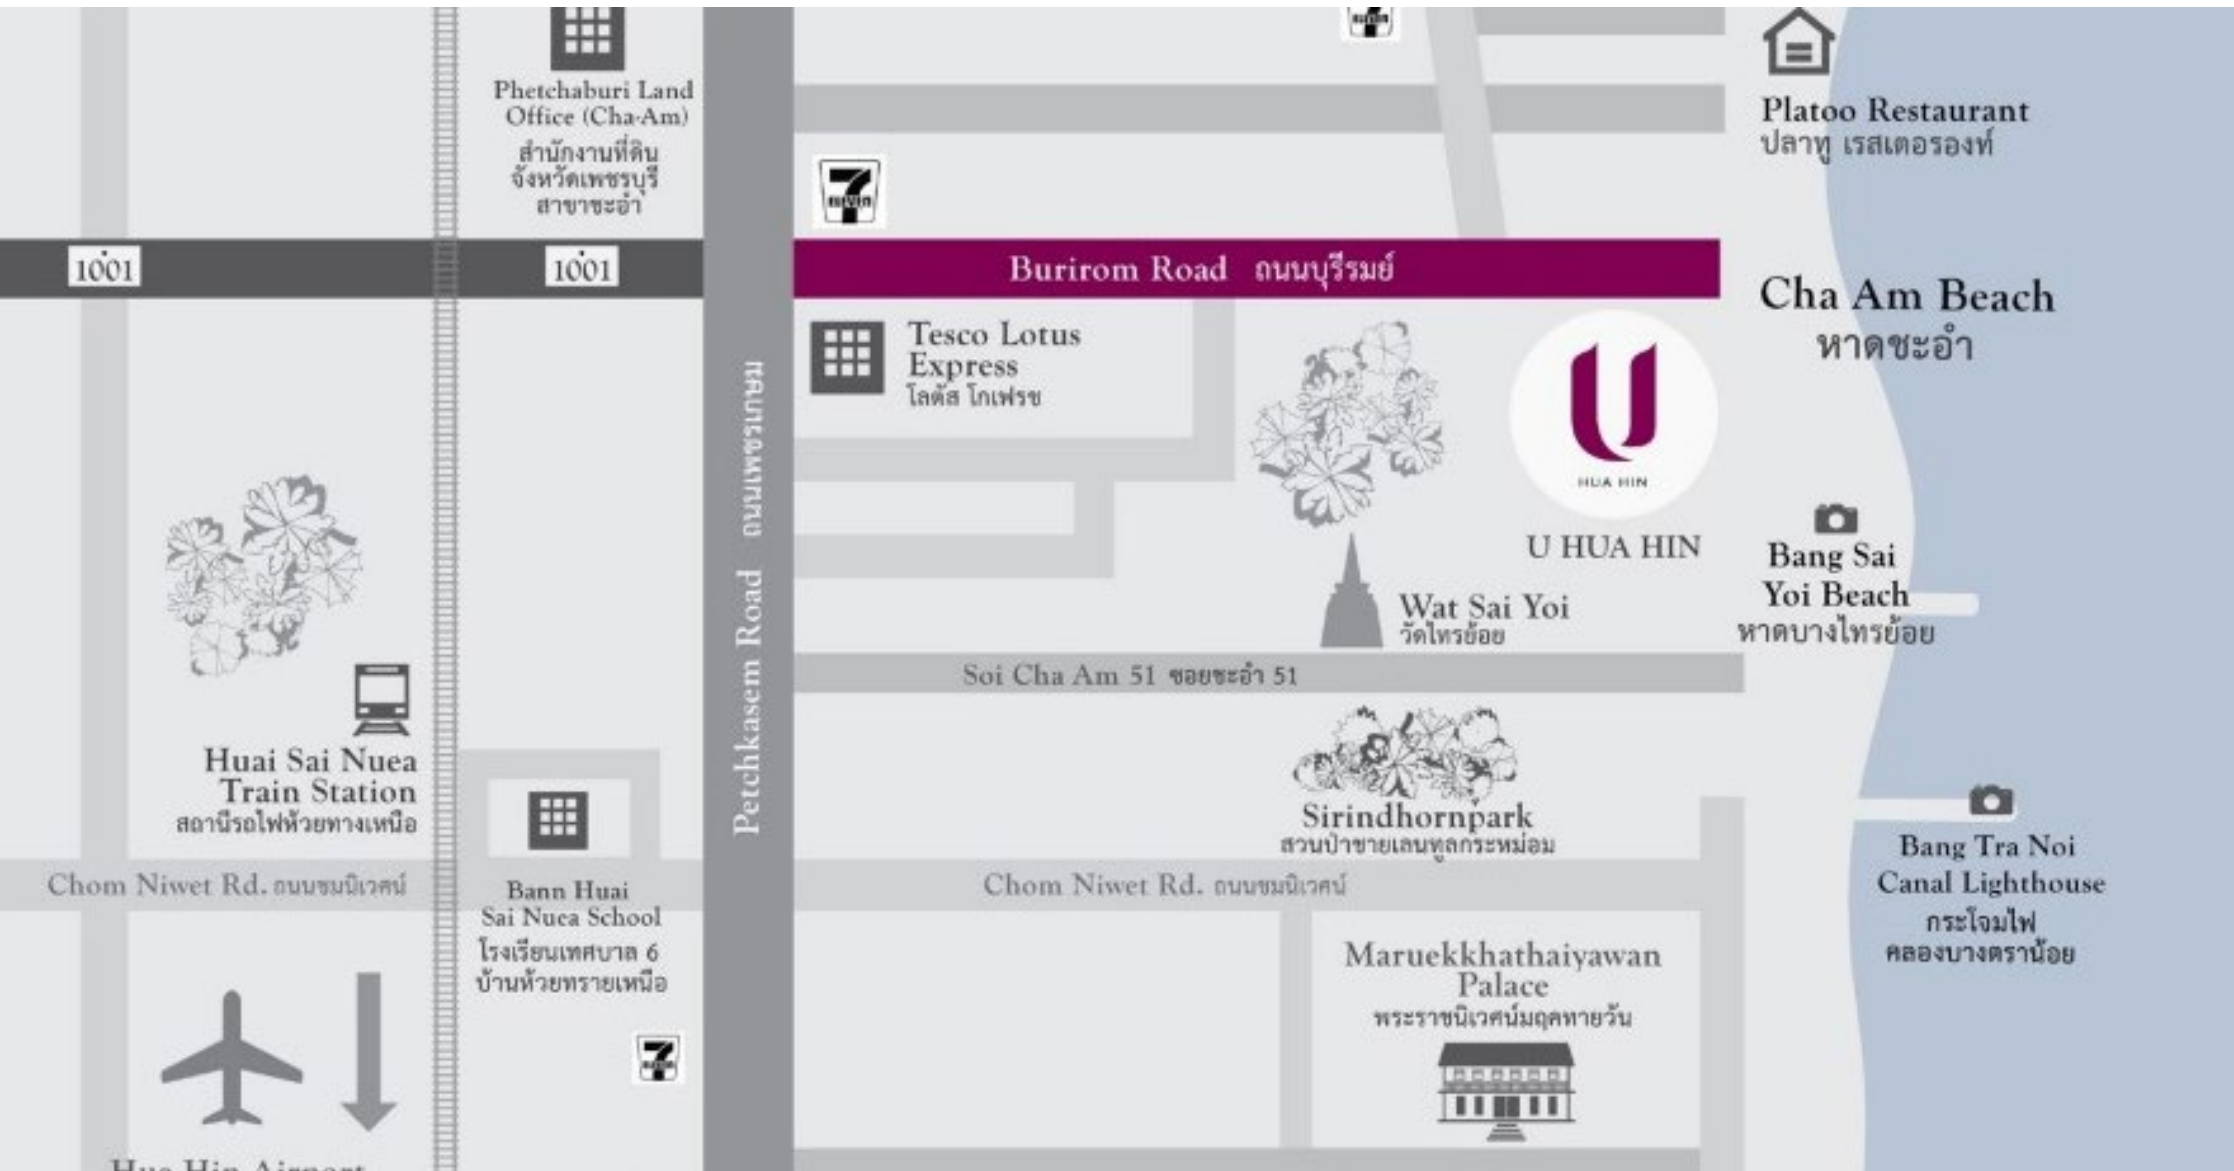 Phetchaburi Land
Office (Cha-Am)
สำนักงานที่ดิน
จังหวัดเพชรบุรี
สาขาชะอำ
7
ELEVEN
Platoo Restaurant
ปลาทู เรสเตอรองท์
1001
1001
Burirom Road ถนนบุรีรมย์
Cha Am Beach
หาดชะอำ
Tesco Lotus
Express
โลตัส โกเฟรช
Petchkasem Road ถนนเพชรเกษม
U
HUA HIN
U HUA HIN
Bang Sai
Yoi Beach
หาดบางไทรย้อย
Wat Sai Yoi
วัดไทรย้อย
Soi Cha Am 51 ซอยชะอำ 51
Huai Sai Nuea
Train Station
สถานีรถไฟห้วยทางเหนือ
Sirindhornpark
สวนป่าชายเลนทูลกระหม่อม
Bang Tra Noi
Canal Lighthouse
กระโจมไฟ
คลองบางตราน้อย
Chom Niwet Rd. ถนนชมนิเวศน์
Chom Niwet Rd. ถนนชมนิเวศน์
Bann Huai
Sai Nuea School
โรงเรียนเทศบาล 6
บ้านห้วยทรายเหนือ
Maruekkhathaiyawan
Palace
พระราชนิเวศน์มฤคทายวัน
7
ELEVEN
Hua Hin Airport